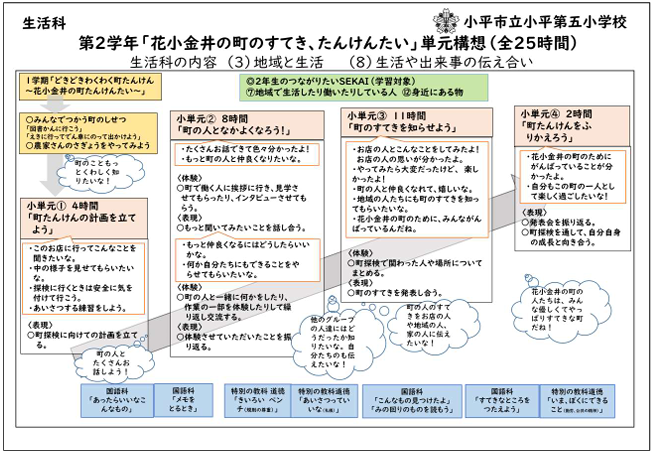 生活科
小平市立小平第五小学校
第2学年「花小金井の町のすてき、たんけんたい」単元構想（全25時間）
生活科の内容 （3）地域と生活 （8）生活や出来事の伝え合い
1学期「どきどきわくわく町たんけん
～花小金井の町たんけんたい～」
◎2年生のつながりたいSEKAI（学習対象）
⑦地域で生活したり働いたりしている人 ⑫身近にある物
〇みんなでつかう町のしせつ
「図書かんに行こう」
「えきに行ってでん車にのって出かけよう」
〇農家さんのさぎょうをやってみよう
町のことももっ
とくわしく知
りたいな！
小単元① 4時間
「町たんけんの計画を立て
よう」
・このお店に行ってこんなことを
聞きたいな。
・中の様子を見せてもらいたい
な。
・探検に行くときは安全に気を
付けて行こう。
・あいさつする練習をしよう。
〈表現〉
〇町探検に向けての計画を立て
る。
町の人と
たくさんお
話しよう！
小単元② 8時間
「町の人となかよくなろう！」
・たくさんお話できて色々分かったよ！
・もっと町の人と仲良くなりたいな。
〈体験〉
〇町で働く人に挨拶に行き、見学さ
せてもらったり、インタビューさせても
らう。
〈表現〉
〇もっと聞いてみたいことを話し合う。
・もっと仲良くなるにはどうしたらいい
かな。
・何か自分たちにもできることをや
らせてもらいたいな。
〈体験〉
〇町の人と一緒に何かをしたり、
作業の一部を体験したりして繰
り返し交流する。
〈表現〉
〇体験させていただいたことを振
り返る。
他のグループ
の人達にはど
うだったか知
りたいな。自
分たちのも伝
えたいな！
小単元③ 11時間
「町のすてきを知らせよう」
・お店の人とこんなことをしてみたよ！
お店の人の思いが分かったよ。
・やってみたら大変だったけど、楽し
かったよ！
・町の人と仲良くなれて、嬉しいな。
・地域の人たちにも町のすてきを知
ってもらいたいな。
・花小金井の町のために、みんながん
ばっているんだね。
〈体験〉
〇町探検で関わった人や場所について
まとめる。
〈表現〉
〇町のすてきを発表し合う。
町の人のすて
きをお店の人
や地域の人、
家の人に伝え
たいな！
小単元④ 2時間
「町たんけんをふ
りかえろう」
・花小金井の町のために
がんばっていることが分
かったよ。
・自分もこの町の一人とし
て楽しく過ごしたいな！
〈表現〉
〇発表会を振り返る。
〇町探検を通して、自分自身
の成長と向き合う。
花小金井の町の
人たちは、みん
な優しくてやっ
ぱりすてきな町
だね！
国語科
「あったらいいなこ
んなもの」
国語科
「メモを
とるとき」
特別の教科 道徳
「きいろい ベン
チ（規則の尊重）」
特別の教科 道徳
「あいさつってい
いな（礼儀）」
国語科
「こんなもの見つけたよ」
「みの回りのものを読もう」
国語科
「すてきなところを
つたえよう」
特別の教科道徳
「いま、ぼくにできる
こと（勤労、公共の精神）」